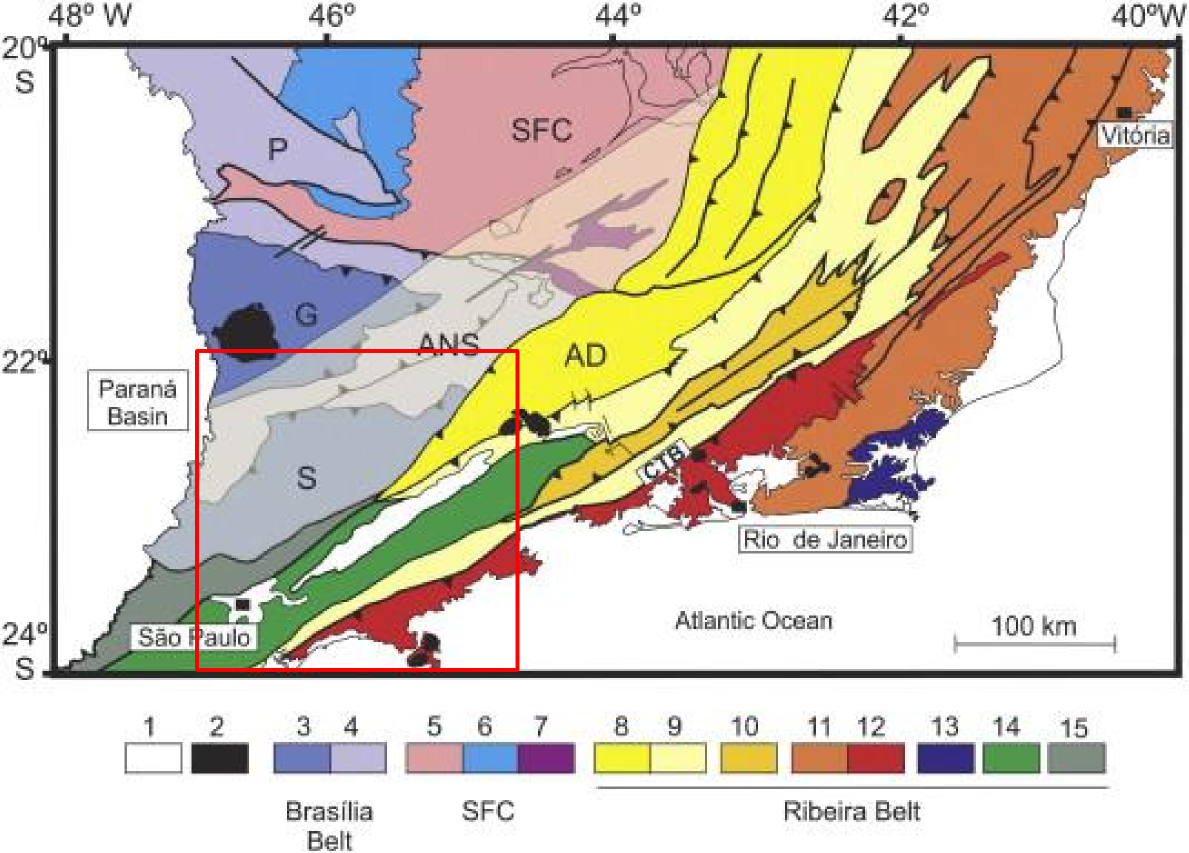 48º W 46º 44º 42º 40ºW
20º
S
SFC
P
Vitória
G
ANS
AD
22º
Paraná
Basin
S
CTB
Rio de Janeiro
São Paulo
Atlantic Ocean
24º
S
100 km
1 2 3 4 5 6 7 8 9 10 11 12 13 14 15
Brasília
Belt
SFC
Ribeira Belt